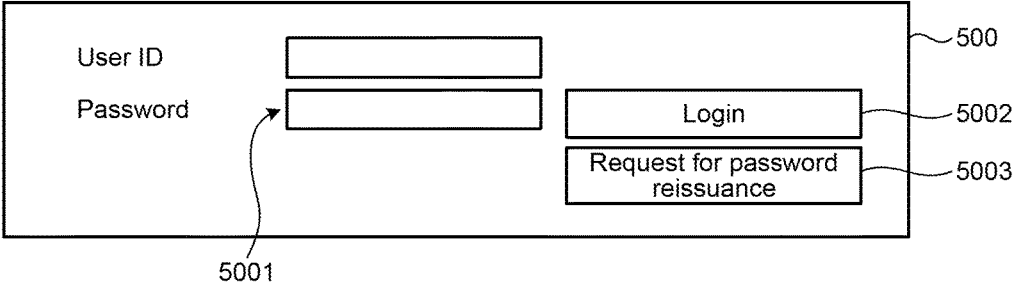 500
User ID
Password
Login
5002
Request for password
reissuance
5003
5001